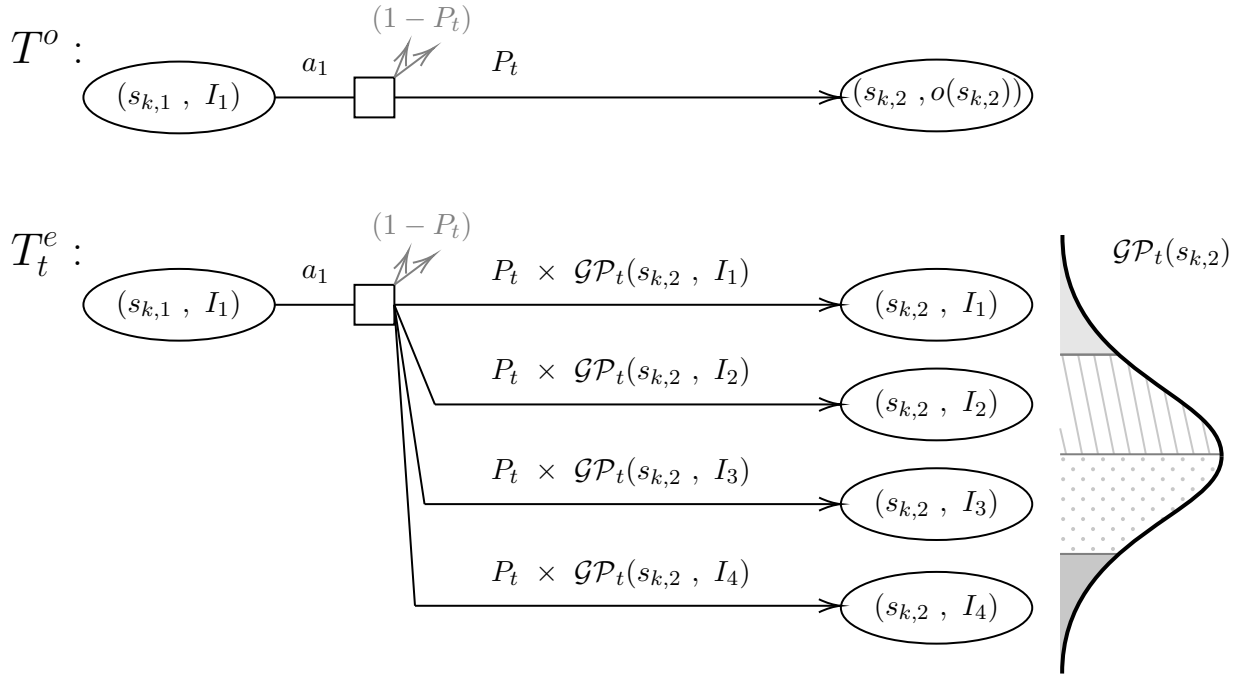 (1 − P_t)
T^o :
a_1
P_t
(s_{k,1} , I_1)
(s_{k,2} , o(s_{k,2}))
(1 − P_t)
T_t^e :
a_1
P_t × 𝒢𝒫_t(s_{k,2} , I_1)
𝒢𝒫_t(s_{k,2})
(s_{k,1} , I_1)
(s_{k,2} , I_1)
P_t × 𝒢𝒫_t(s_{k,2} , I_2)
(s_{k,2} , I_2)
P_t × 𝒢𝒫_t(s_{k,2} , I_3)
(s_{k,2} , I_3)
P_t × 𝒢𝒫_t(s_{k,2} , I_4)
(s_{k,2} , I_4)